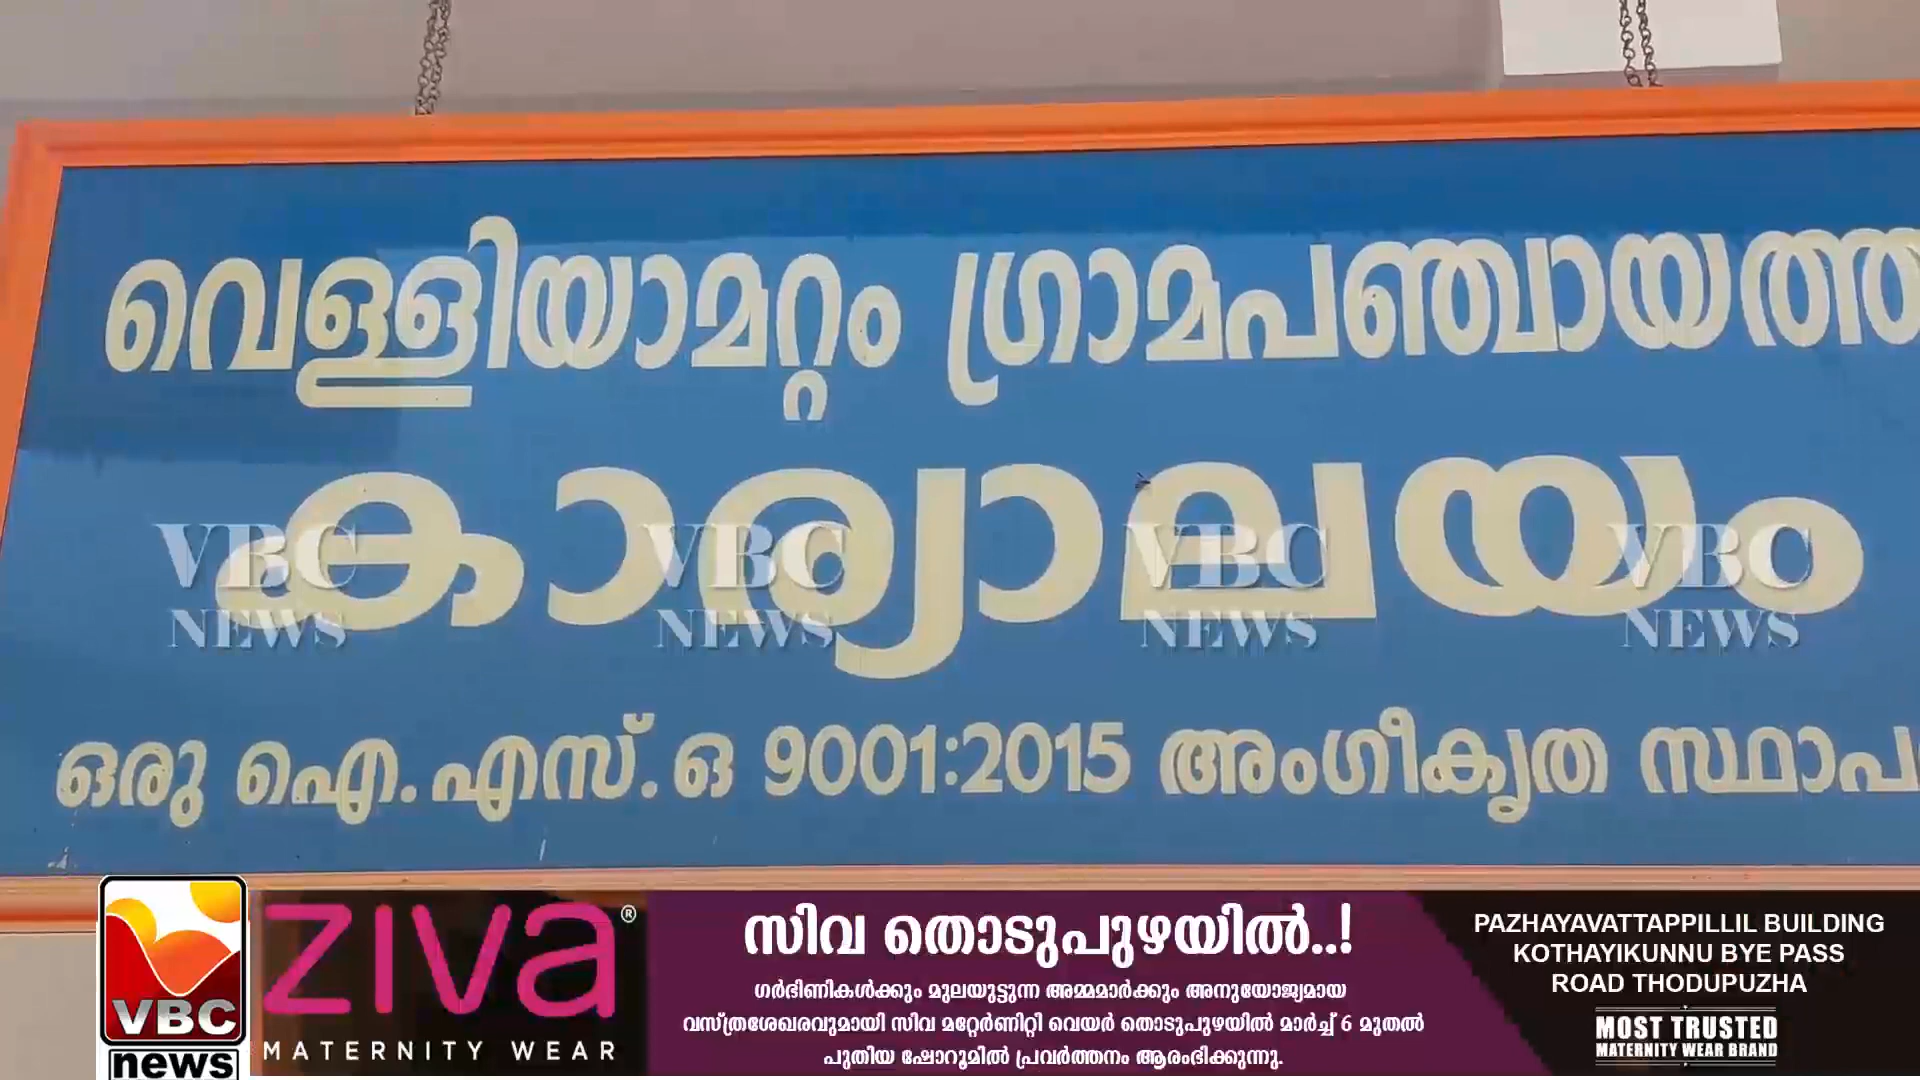 വെള്ളിയാമറ്റം ഗ്രാമപഞ്ചായത്ത
കാര്യാലയം
ഒരു ഐ.എസ്.ഒ 9001:2015 അംഗീകൃത സ്ഥാപ
VBC VBC VBC VBC
NEWS NEWS NEWS NEWS
VBC
news
ziva®
MATERNITY WEAR
സിവ തൊടുപുഴയിൽ..!
ഗർഭിണികൾക്കും മുലയൂട്ടുന്ന അമ്മമാർക്കും അനുയോജ്യമായ
വസ്ത്രശേഖരവുമായി സിവ മറ്റേർണിറ്റി വെയർ തൊടുപുഴയിൽ മാർച്ച് 6 മുതൽ
പുതിയ ഷോറൂമിൽ പ്രവർത്തനം ആരംഭിക്കുന്നു.
PAZHAYAVATTAPPILLIL BUILDING
KOTHAYIKUNNU BYE PASS
ROAD THODUPUZHA
MOST TRUSTED
MATERNITY WEAR BRAND